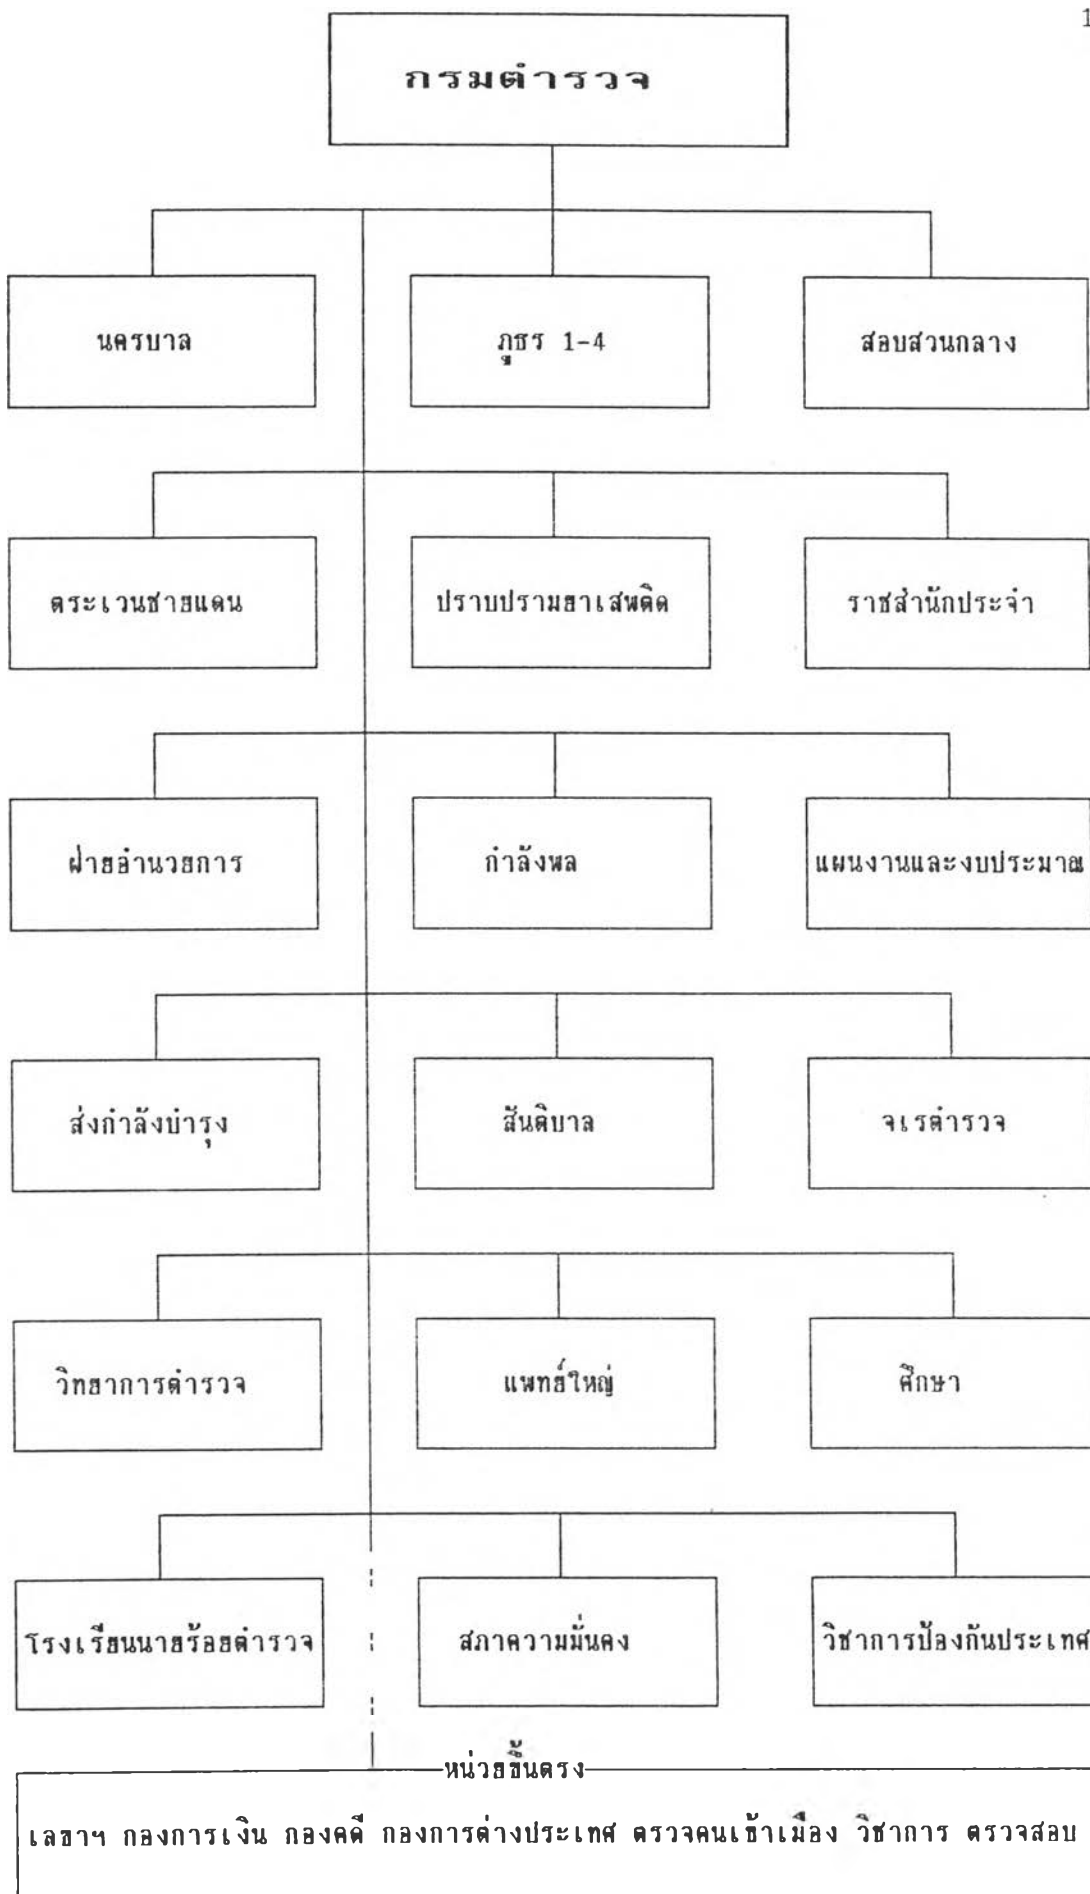 1
กรมตำรวจ
นครบาล
ภูธร 1-4
สอบสวนกลาง
ตระเวนชายแดน
ปราบปรามยาเสพติด
ราชสำนักประจำ
ฝ่ายอำนวยการ
กำลังพล
แผนงานและงบประมาณ
ส่งกำลังบำรุง
สันติบาล
จเรตำรวจ
วิทยาการตำรวจ
แพทย์ใหญ่
ศึกษา
โรงเรียนนายร้อยตำรวจ
สภาความมั่นคง
วิชาการป้องกันประเทศ
หน่วยขึ้นตรง
เลขาฯ กองการเงิน กองคดี กองการต่างประเทศ ตรวจคนเข้าเมือง วิชาการ ตรวจสอบ